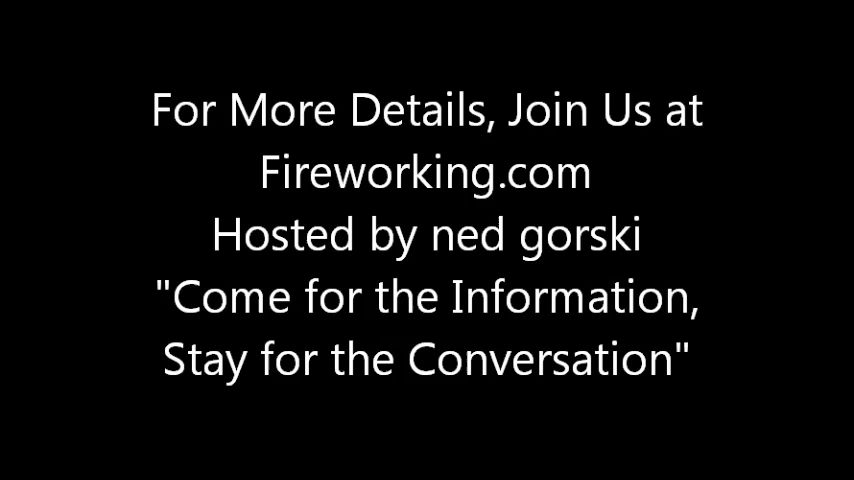 For More Details, Join Us at
Fireworking.com
Hosted by ned gorski
"Come for the Information,
Stay for the Conversation"